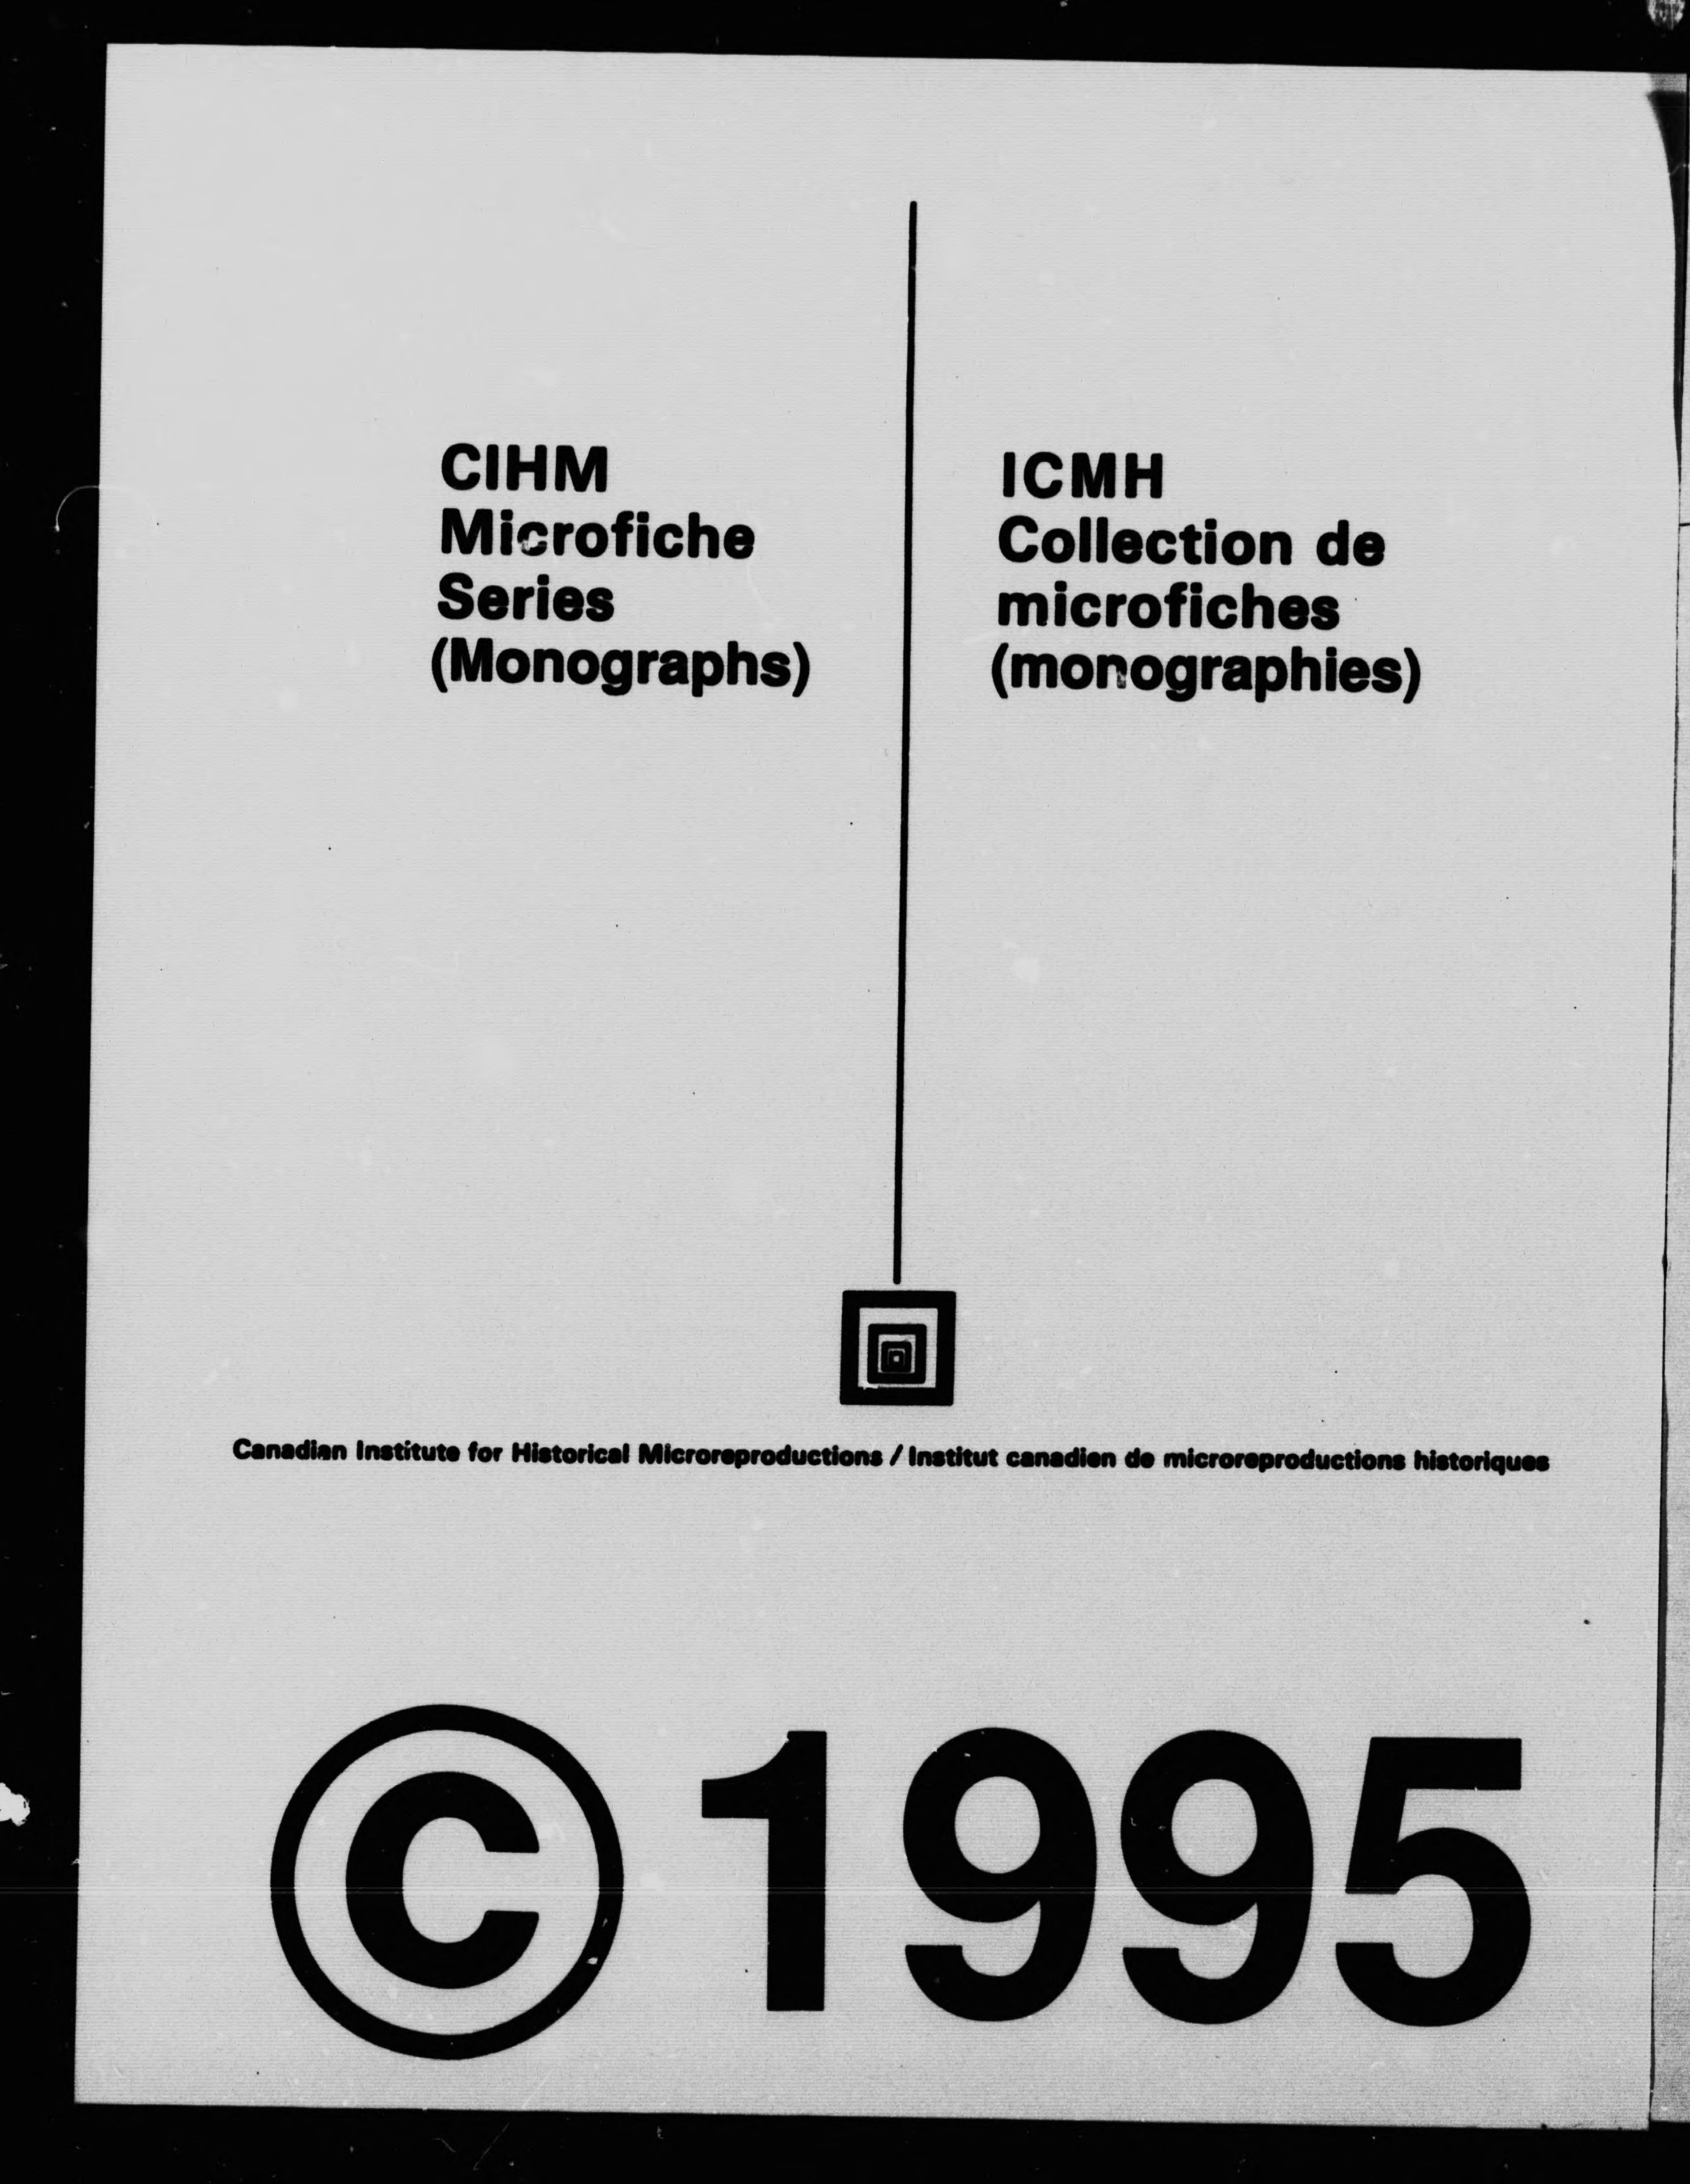 CIHM
Microfiche
Series
(Monographs)
ICMH
Collection de
microfiches
(monographies)
Canadian Institute for Historical Microreproductions / Institut canadien de microreproductions historiques
© 1995